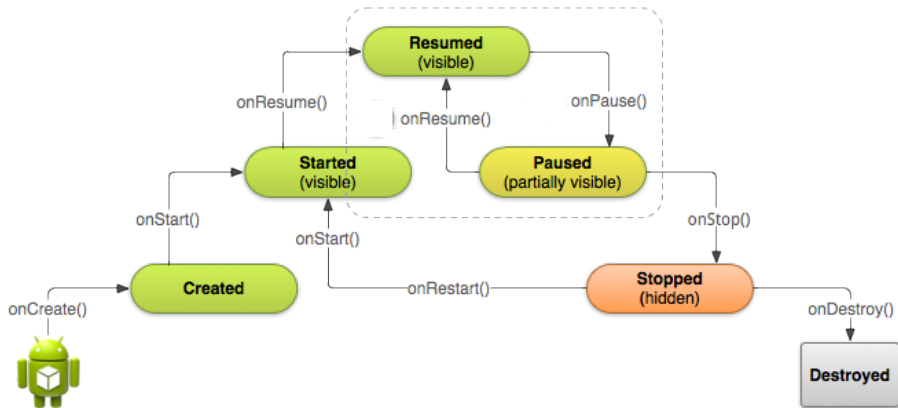 Resumed
(visible)
onResume()
onResume()
onPause()
Started
(visible)
Paused
(partially visible)
onStart()
onStart()
onStop()
Created
onRestart()
Stopped
(hidden)
onCreate()
onDestroy()
Destroyed